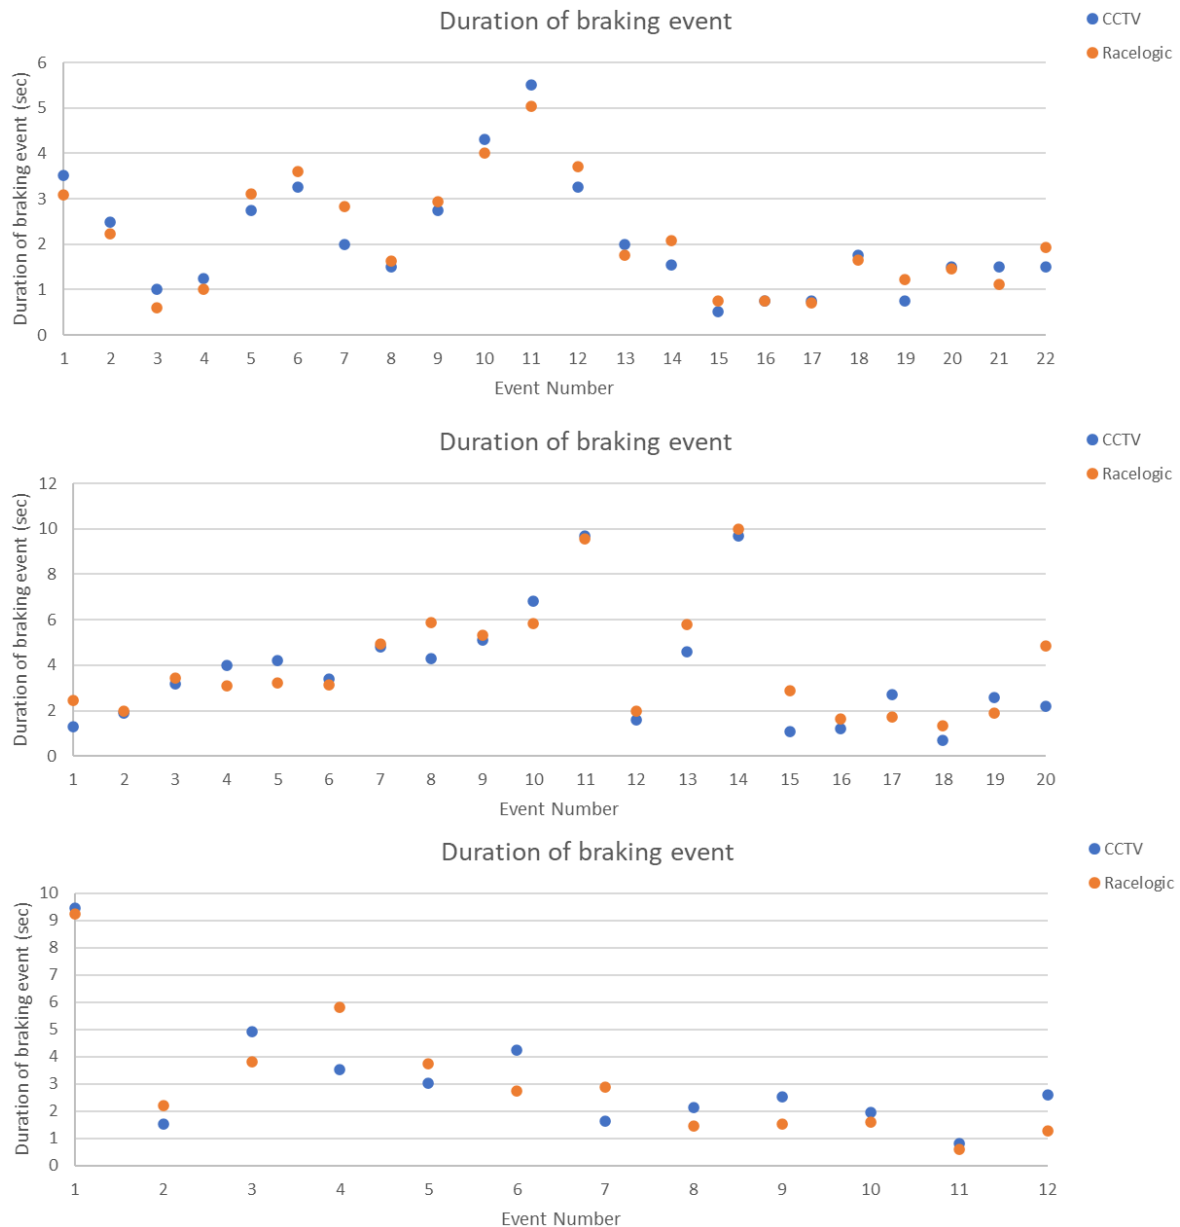 Duration of braking event
CCTV
Racelogic
Duration of braking event (sec)
6
5
4
3
2
1
0
1 2 3 4 5 6 7 8 9 10 11 12 13 14 15 16 17 18 19 20 21 22
Event Number
Duration of braking event
CCTV
Racelogic
Duration of braking event (sec)
12
10
8
6
4
2
0
1 2 3 4 5 6 7 8 9 10 11 12 13 14 15 16 17 18 19 20
Event Number
Duration of braking event
CCTV
Racelogic
Duration of braking event (sec)
10
9
8
7
6
5
4
3
2
1
0
1 2 3 4 5 6 7 8 9 10 11 12
Event Number